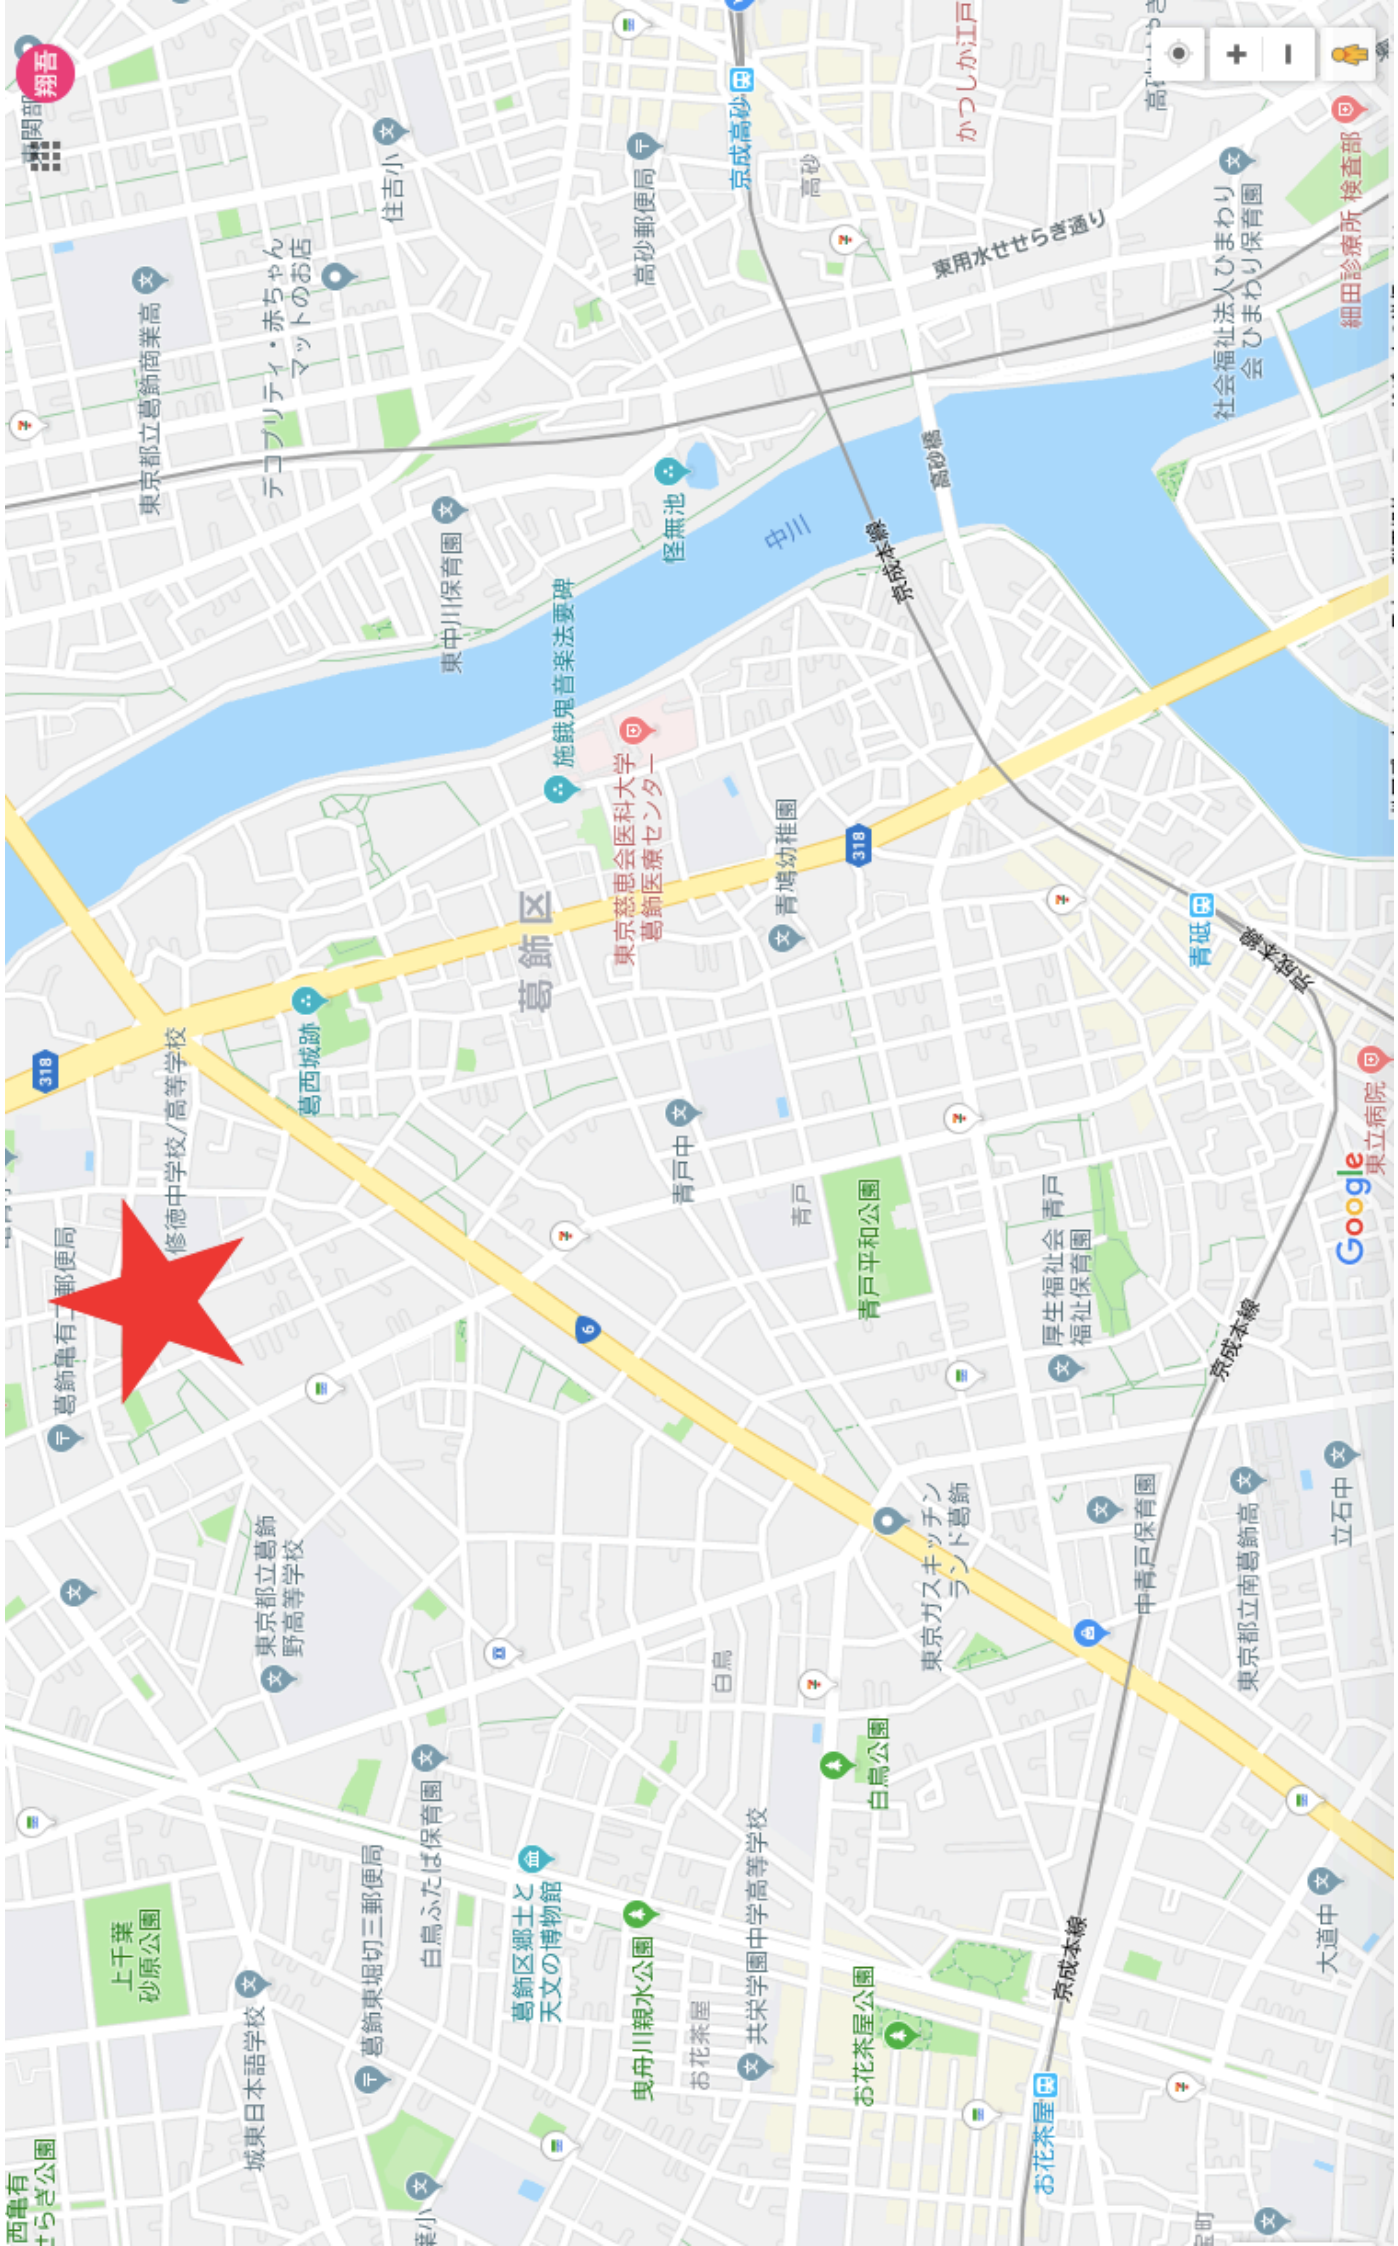 西亀有
せらぎ公園
上千葉
砂原公園
城東日本語学校
葛飾東堀切三郵便局
白鳥ふたば保育園
葛飾区郷土と
天文の博物館
曳舟川親水公園
お花茶屋
共栄学園中学高等学校
お花茶屋公園
お花茶屋
京成本線
大道中
白鳥公園
白鳥
東京都立葛飾
野高等学校
東京ガスキッチン
ランド葛飾
中青戸保育園
東京都立南葛飾高
立石中
葛飾亀有二郵便局
修徳中学校/高等学校
6
青戸中
青戸
青戸平和公園
厚生福祉会 青戸
福祉保育園
京成本線
Google
東立病院
318
葛西城跡
葛飾区
東京慈恵会医科大学
葛飾医療センター
青鳩幼稚園
318
青砥
京成本線
施餓鬼音楽法要碑
怪無池
中川
京成本線
高砂橋
東中川保育園
東京都立葛飾商業高
デコプリティ・赤ちゃん
マットのお店
住吉小
高砂郵便局
京成高砂
高砂
東用水せせらぎ通り
かつしか江戸
社会福祉法人ひまわり
会 ひまわり保育園
細田診療所 検査部
翔吾